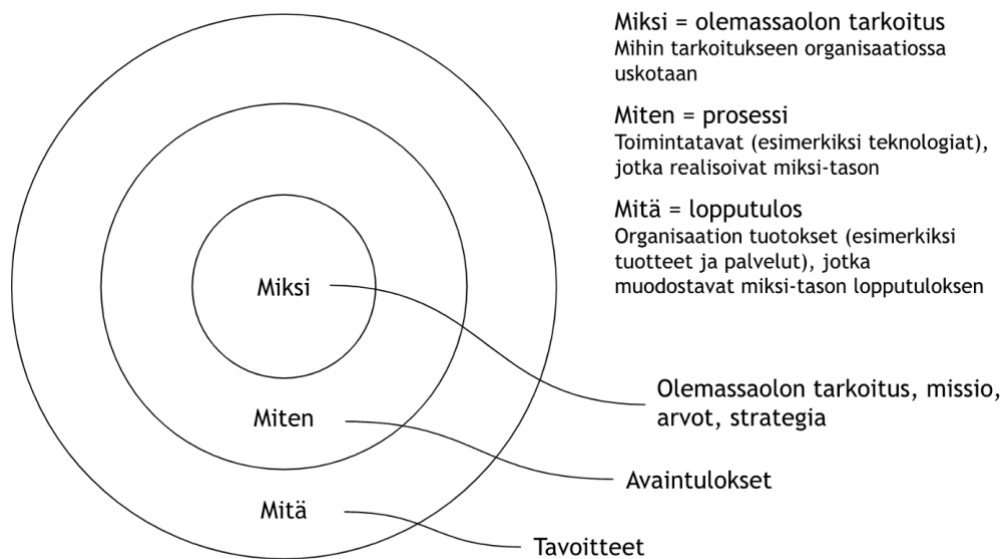 Miksi = olemassaolon tarkoitus
Mihin tarkoitukseen organisaatiossa
uskotaan
Miten = prosessi
Toimintatavat (esimerkiksi teknologiat),
jotka realisoivat miksi-tason
Mitä = lopputulos
Organisaation tuotokset (esimerkiksi
tuotteet ja palvelut), jotka
muodostavat miksi-tason lopputuloksen
Miksi
Olemassaolon tarkoitus, missio,
arvot, strategia
Miten
Avaintulokset
Mitä
Tavoitteet